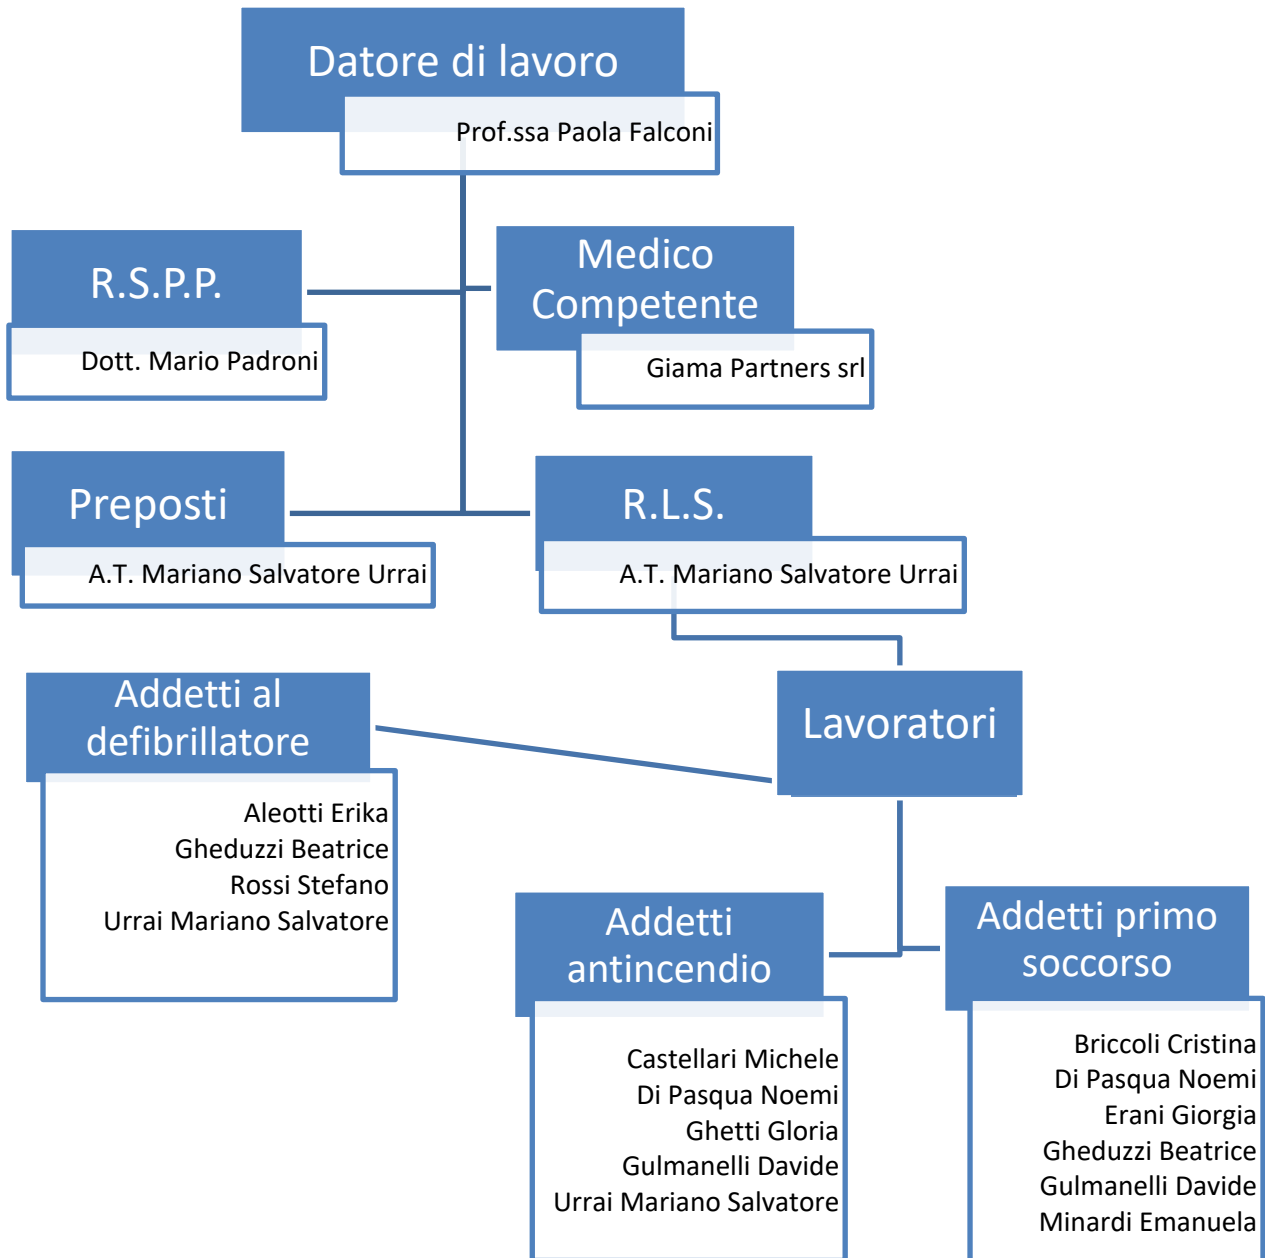 Datore di lavoro
Prof.ssa Paola Falconi
R.S.P.P.
Dott. Mario Padroni
Medico
Competente
Giama Partners srl
Preposti
A.T. Mariano Salvatore Urrai
R.L.S.
A.T. Mariano Salvatore Urrai
Lavoratori
Addetti al
defibrillatore
Aleotti Erika
Gheduzzi Beatrice
Rossi Stefano
Urrai Mariano Salvatore
Addetti
antincendio
Castellari Michele
Di Pasqua Noemi
Ghetti Gloria
Gulmanelli Davide
Urrai Mariano Salvatore
Addetti primo
soccorso
Briccoli Cristina
Di Pasqua Noemi
Erani Giorgia
Gheduzzi Beatrice
Gulmanelli Davide
Minardi Emanuela